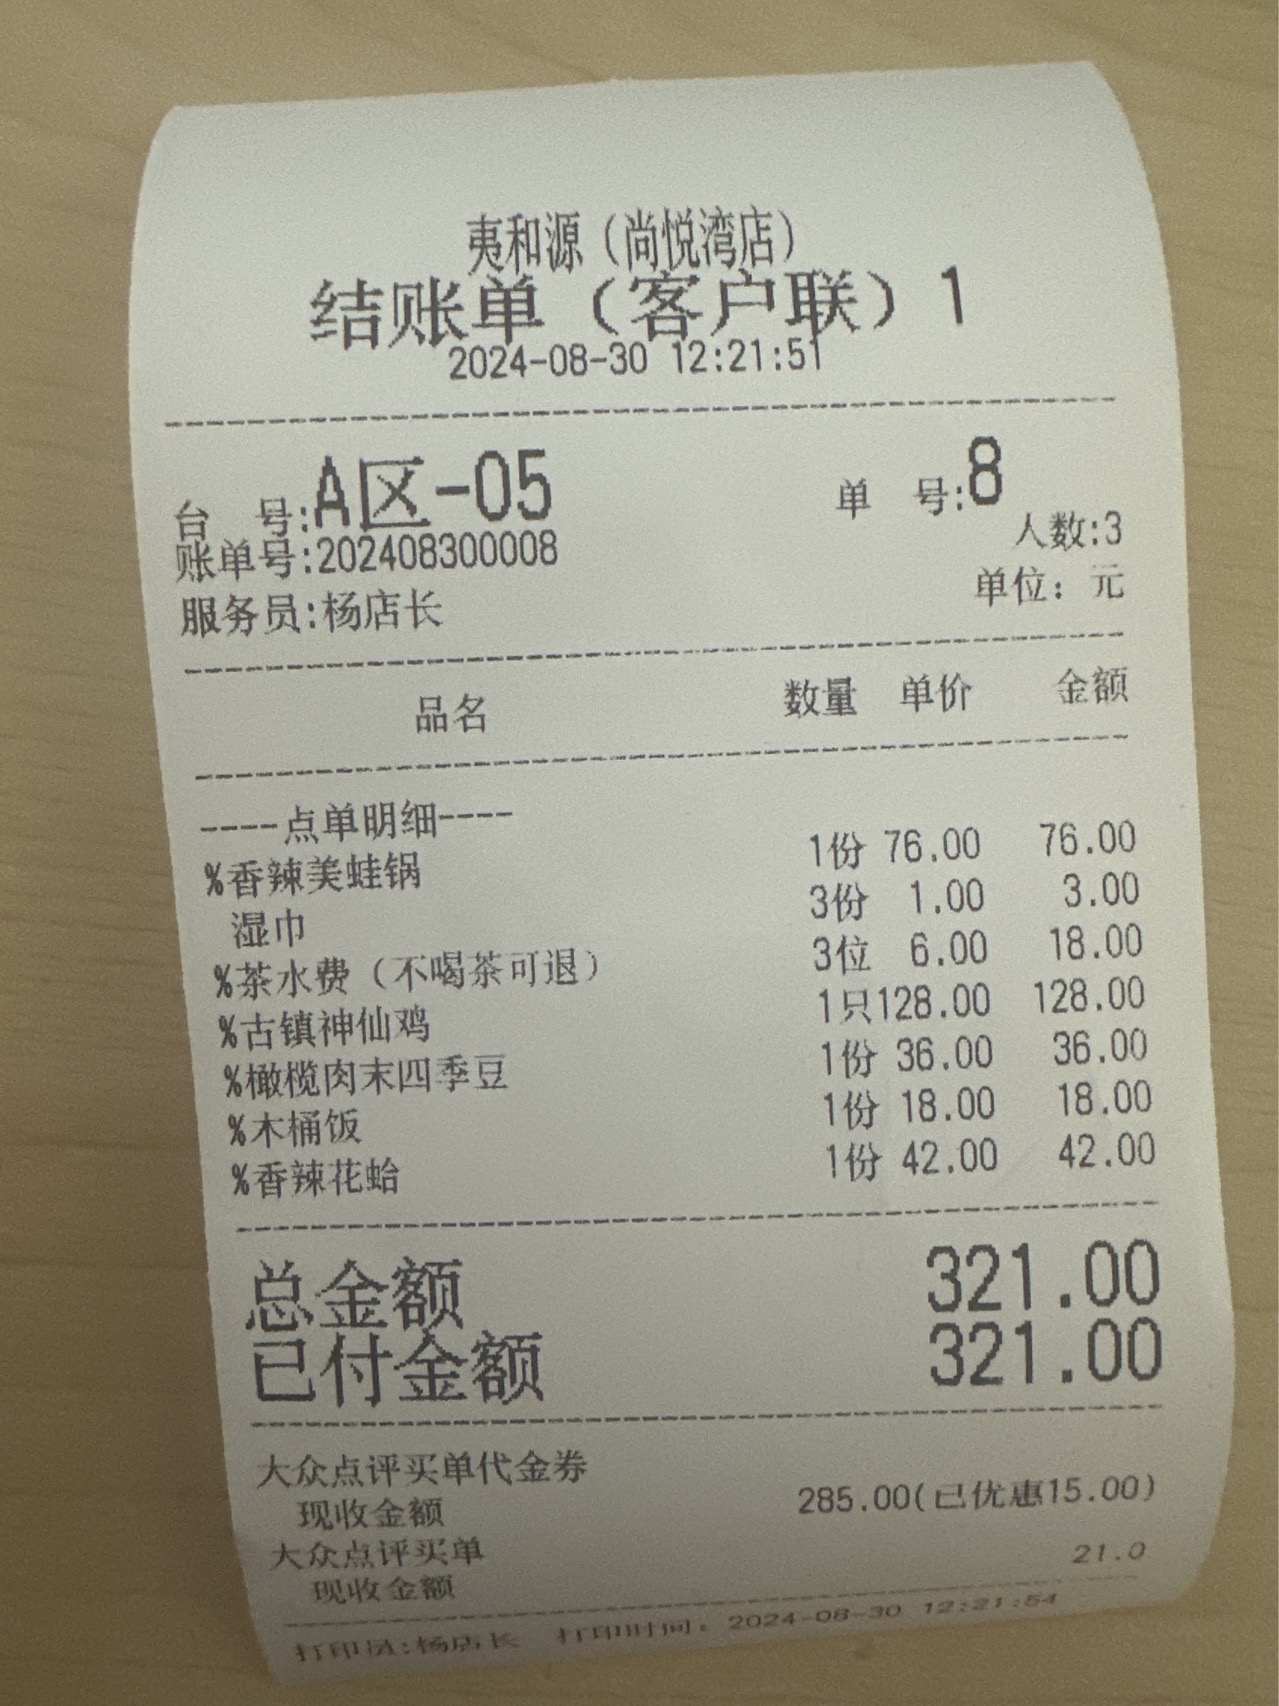 夷和源（尚悦湾店）
结账单（客户联）1
2024-08-30 12:21:51
台 号:A区-05 单 号:8
账单号:202408300008 人数:3
服务员:杨店长 单位：元
品名 数量 单价 金额
----点单明细----
%香辣美蛙锅 1份 76.00 76.00
湿巾 3份 1.00 3.00
%茶水费（不喝茶可退） 3位 6.00 18.00
%古镇神仙鸡 1只128.00 128.00
%橄榄肉末四季豆 1份 36.00 36.00
%木桶饭 1份 18.00 18.00
%香辣花蛤 1份 42.00 42.00
总金额 321.00
已付金额 321.00
大众点评买单代金券
现收金额 285.00(已优惠15.00)
大众点评买单
现收金额 21.0
打印员:杨店长 打印时间：2024-08-30 12:21:54